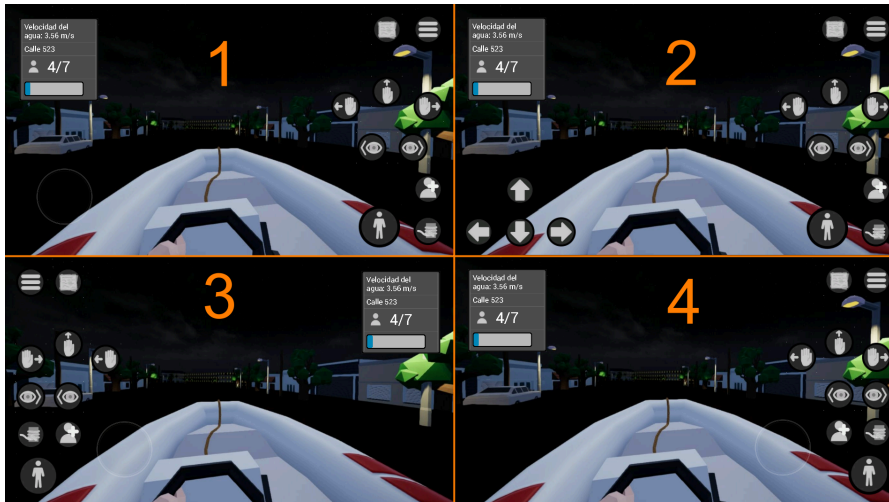 Velocidad del
agua: 3.56 m/s
Calle 523
4/7
1
Velocidad del
agua: 3.56 m/s
Calle 523
4/7
2
3
Velocidad del
agua: 3.56 m/s
Calle 523
4/7
Velocidad del
agua: 3.56 m/s
Calle 523
4/7
4